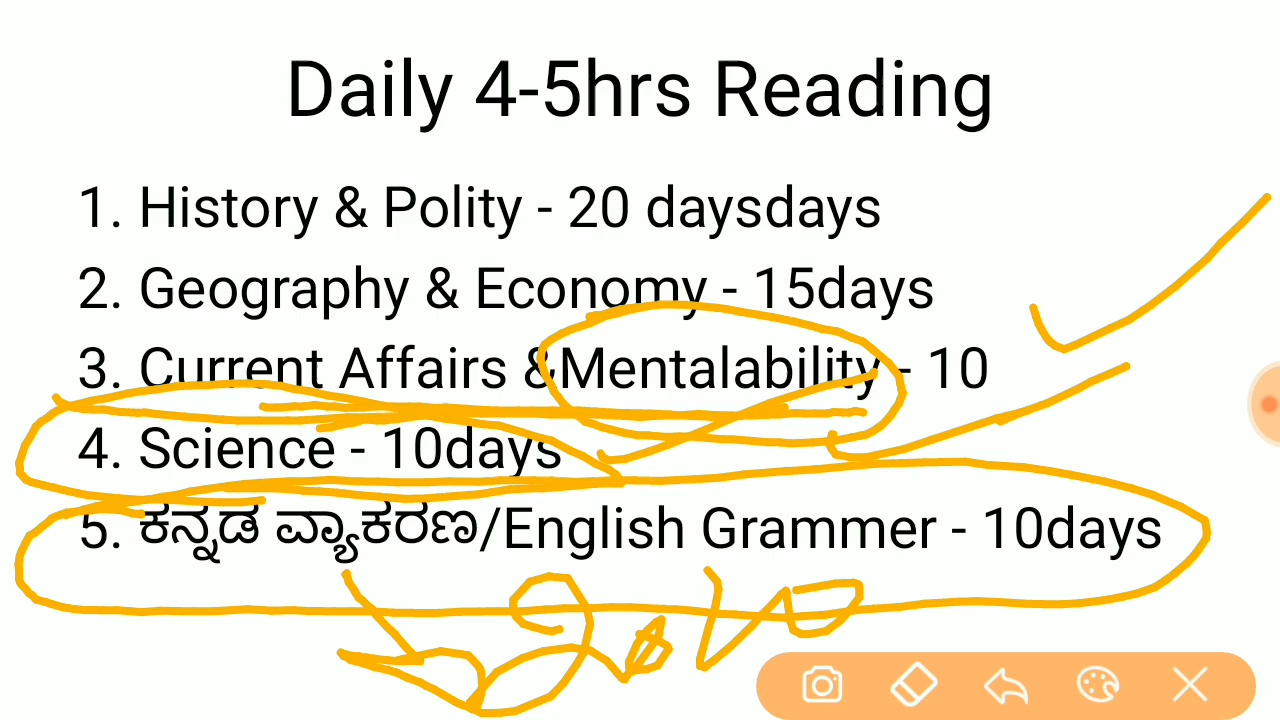 Daily 4-5hrs Reading
1. History & Polity - 20 daysdays
2. Geography & Economy - 15days
3. Current Affairs &Mentalability - 10
4. Science - 10days
5. ಕನ್ನಡ ವ್ಯಾಕರಣ/English Grammer - 10days